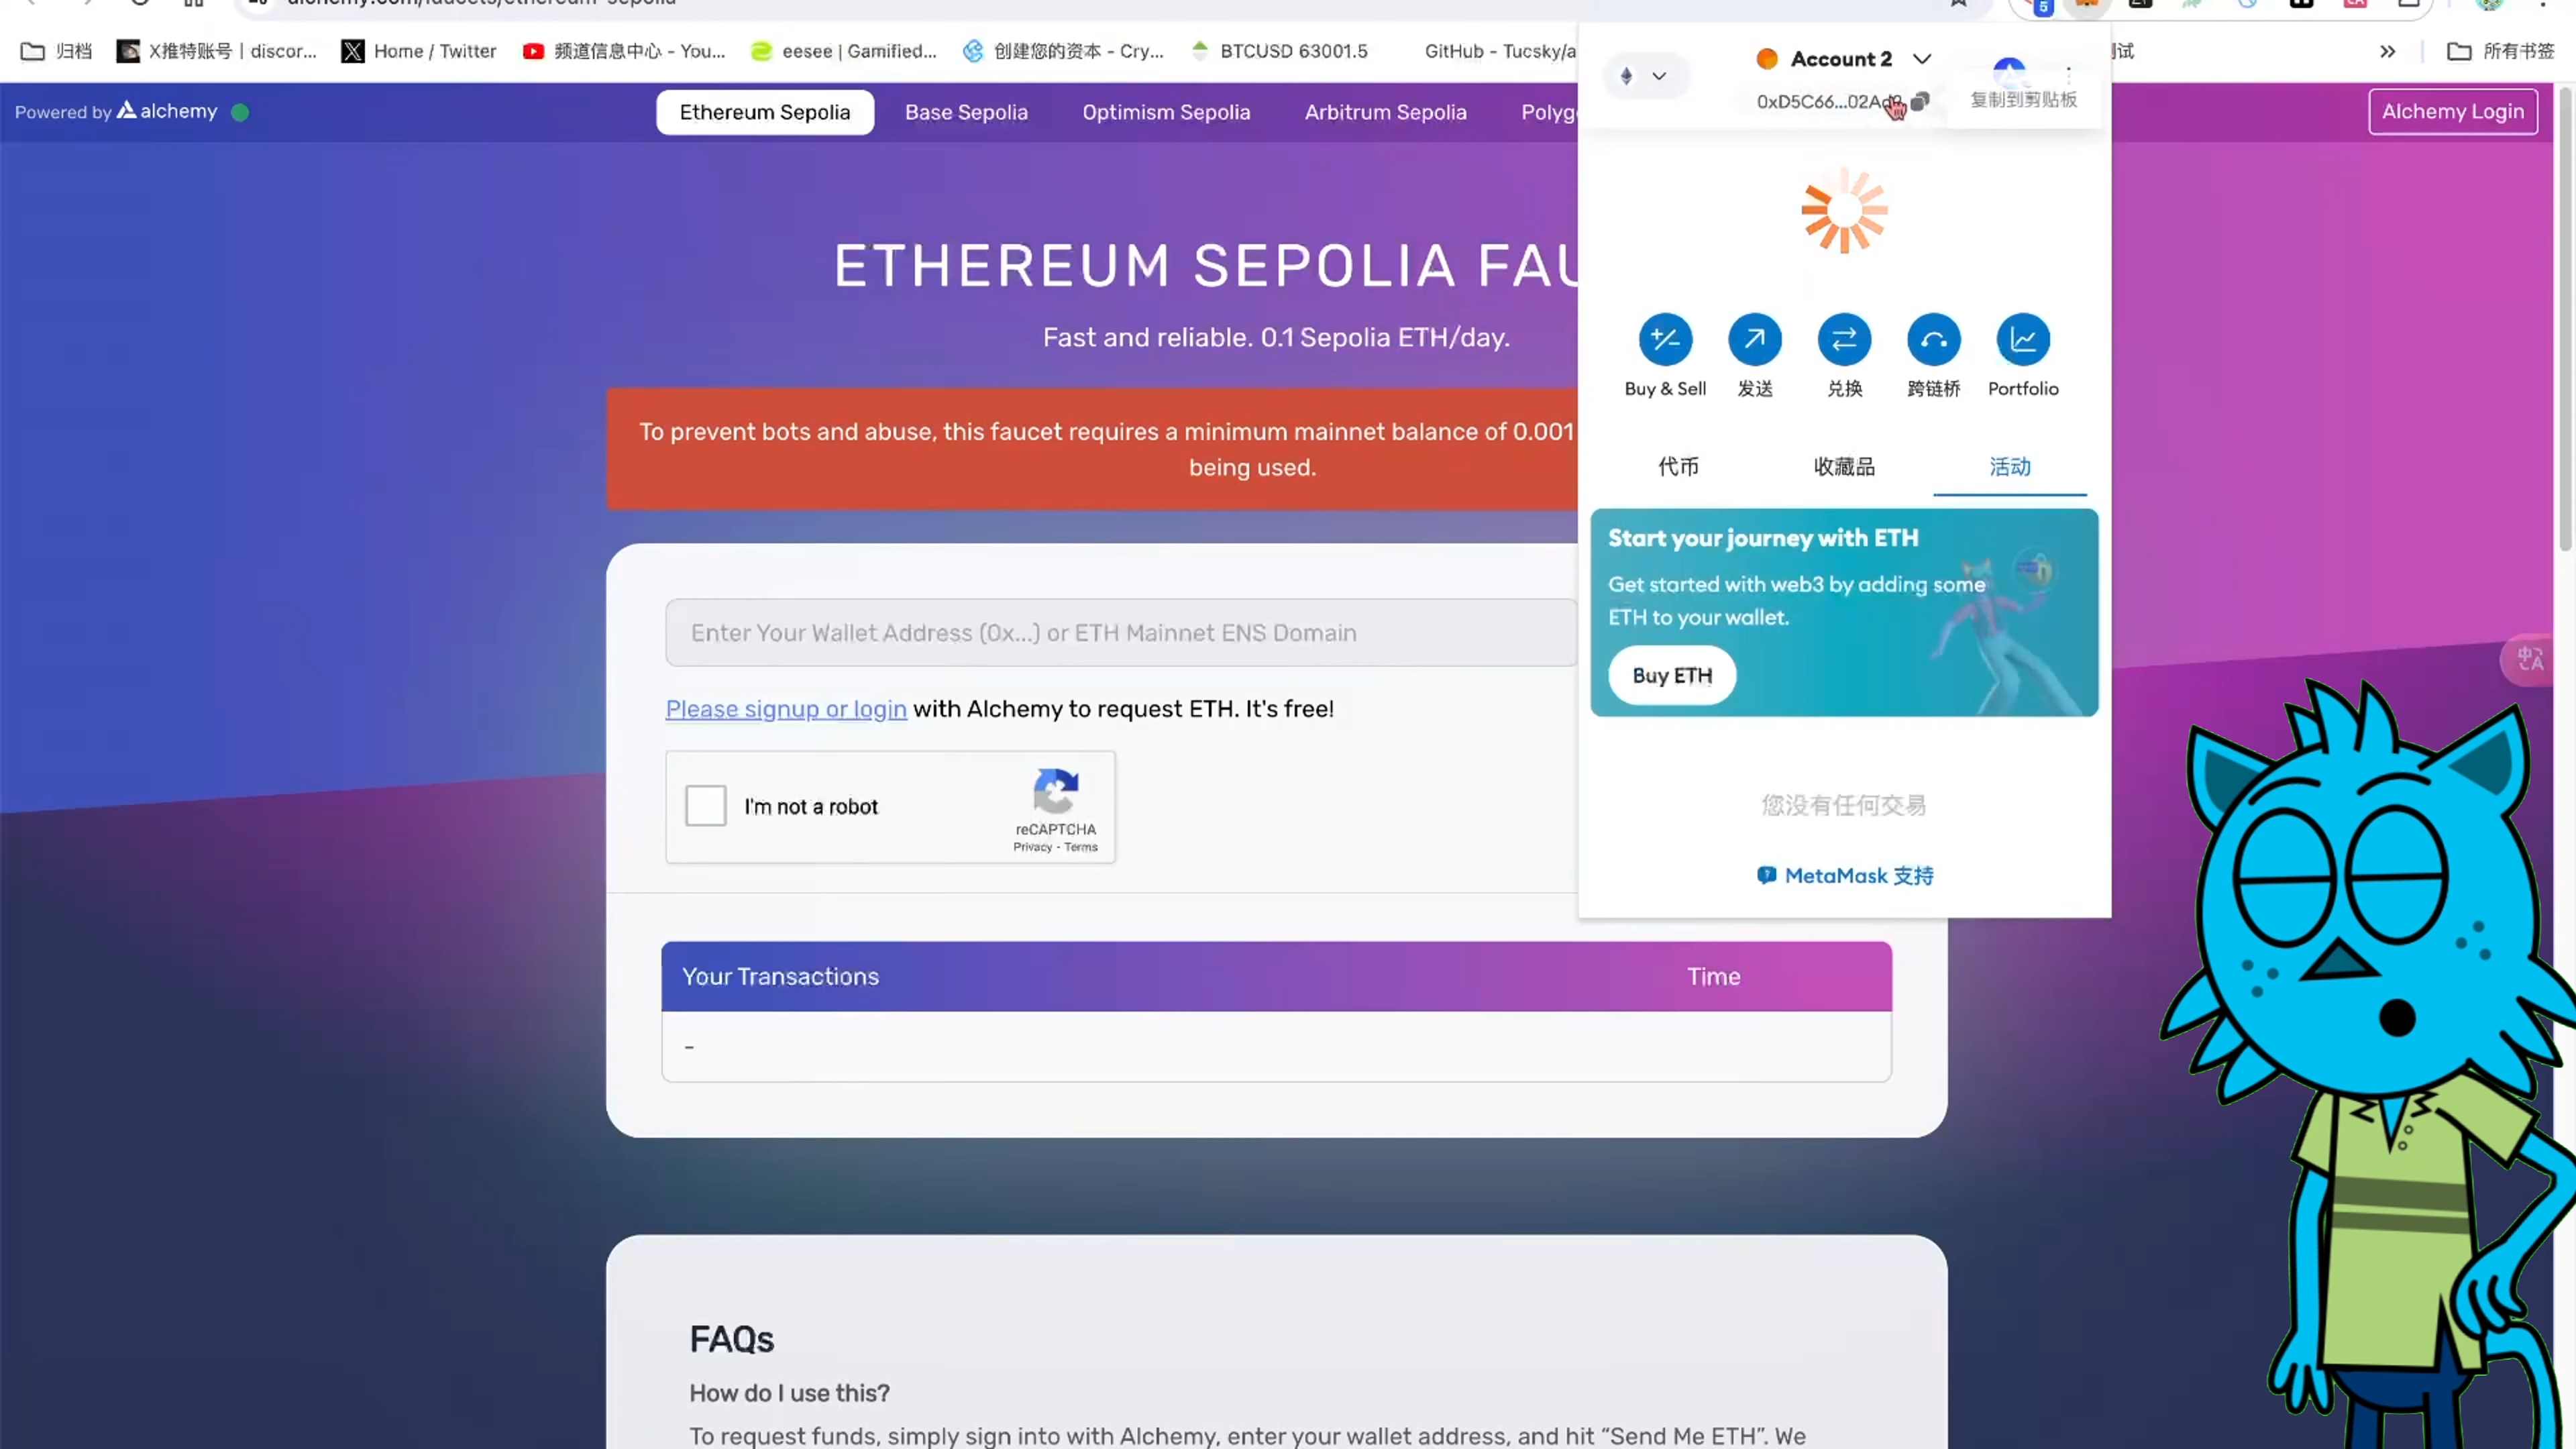 归档
X推特账号 | discor...
Home / Twitter
频道信息中心 - You...
eesee | Gamified...
创建您的资本 - Cry...
BTCUSD 63001.5
GitHub - Tucsky/a
所有书签
Powered by alchemy
Ethereum Sepolia
Base Sepolia
Optimism Sepolia
Arbitrum Sepolia
Alchemy Login
Account 2
复制到剪贴板
ETHEREUM SEPOLIA
Fast and reliable. 0.1 Sepolia ETH/day.
To prevent bots and abuse, this faucet requires a minimum mainnet balance of 0.001
being used.
Enter Your Wallet Address (0x...) or ETH Mainnet ENS Domain
Please signup or login with Alchemy to request ETH. It's free!
I'm not a robot
reCAPTCHA
Privacy - Terms
Your Transactions
Time
-
FAQs
How do I use this?
To request funds, simply sign into with Alchemy, enter your wallet address, and hit “Send Me ETH”. We
Buy & Sell
发送
兑换
跨链桥
Portfolio
代币
收藏品
活动
Start your journey with ETH
Get started with web3 by adding some
ETH to your wallet.
Buy ETH
您没有任何交易
MetaMask 支持